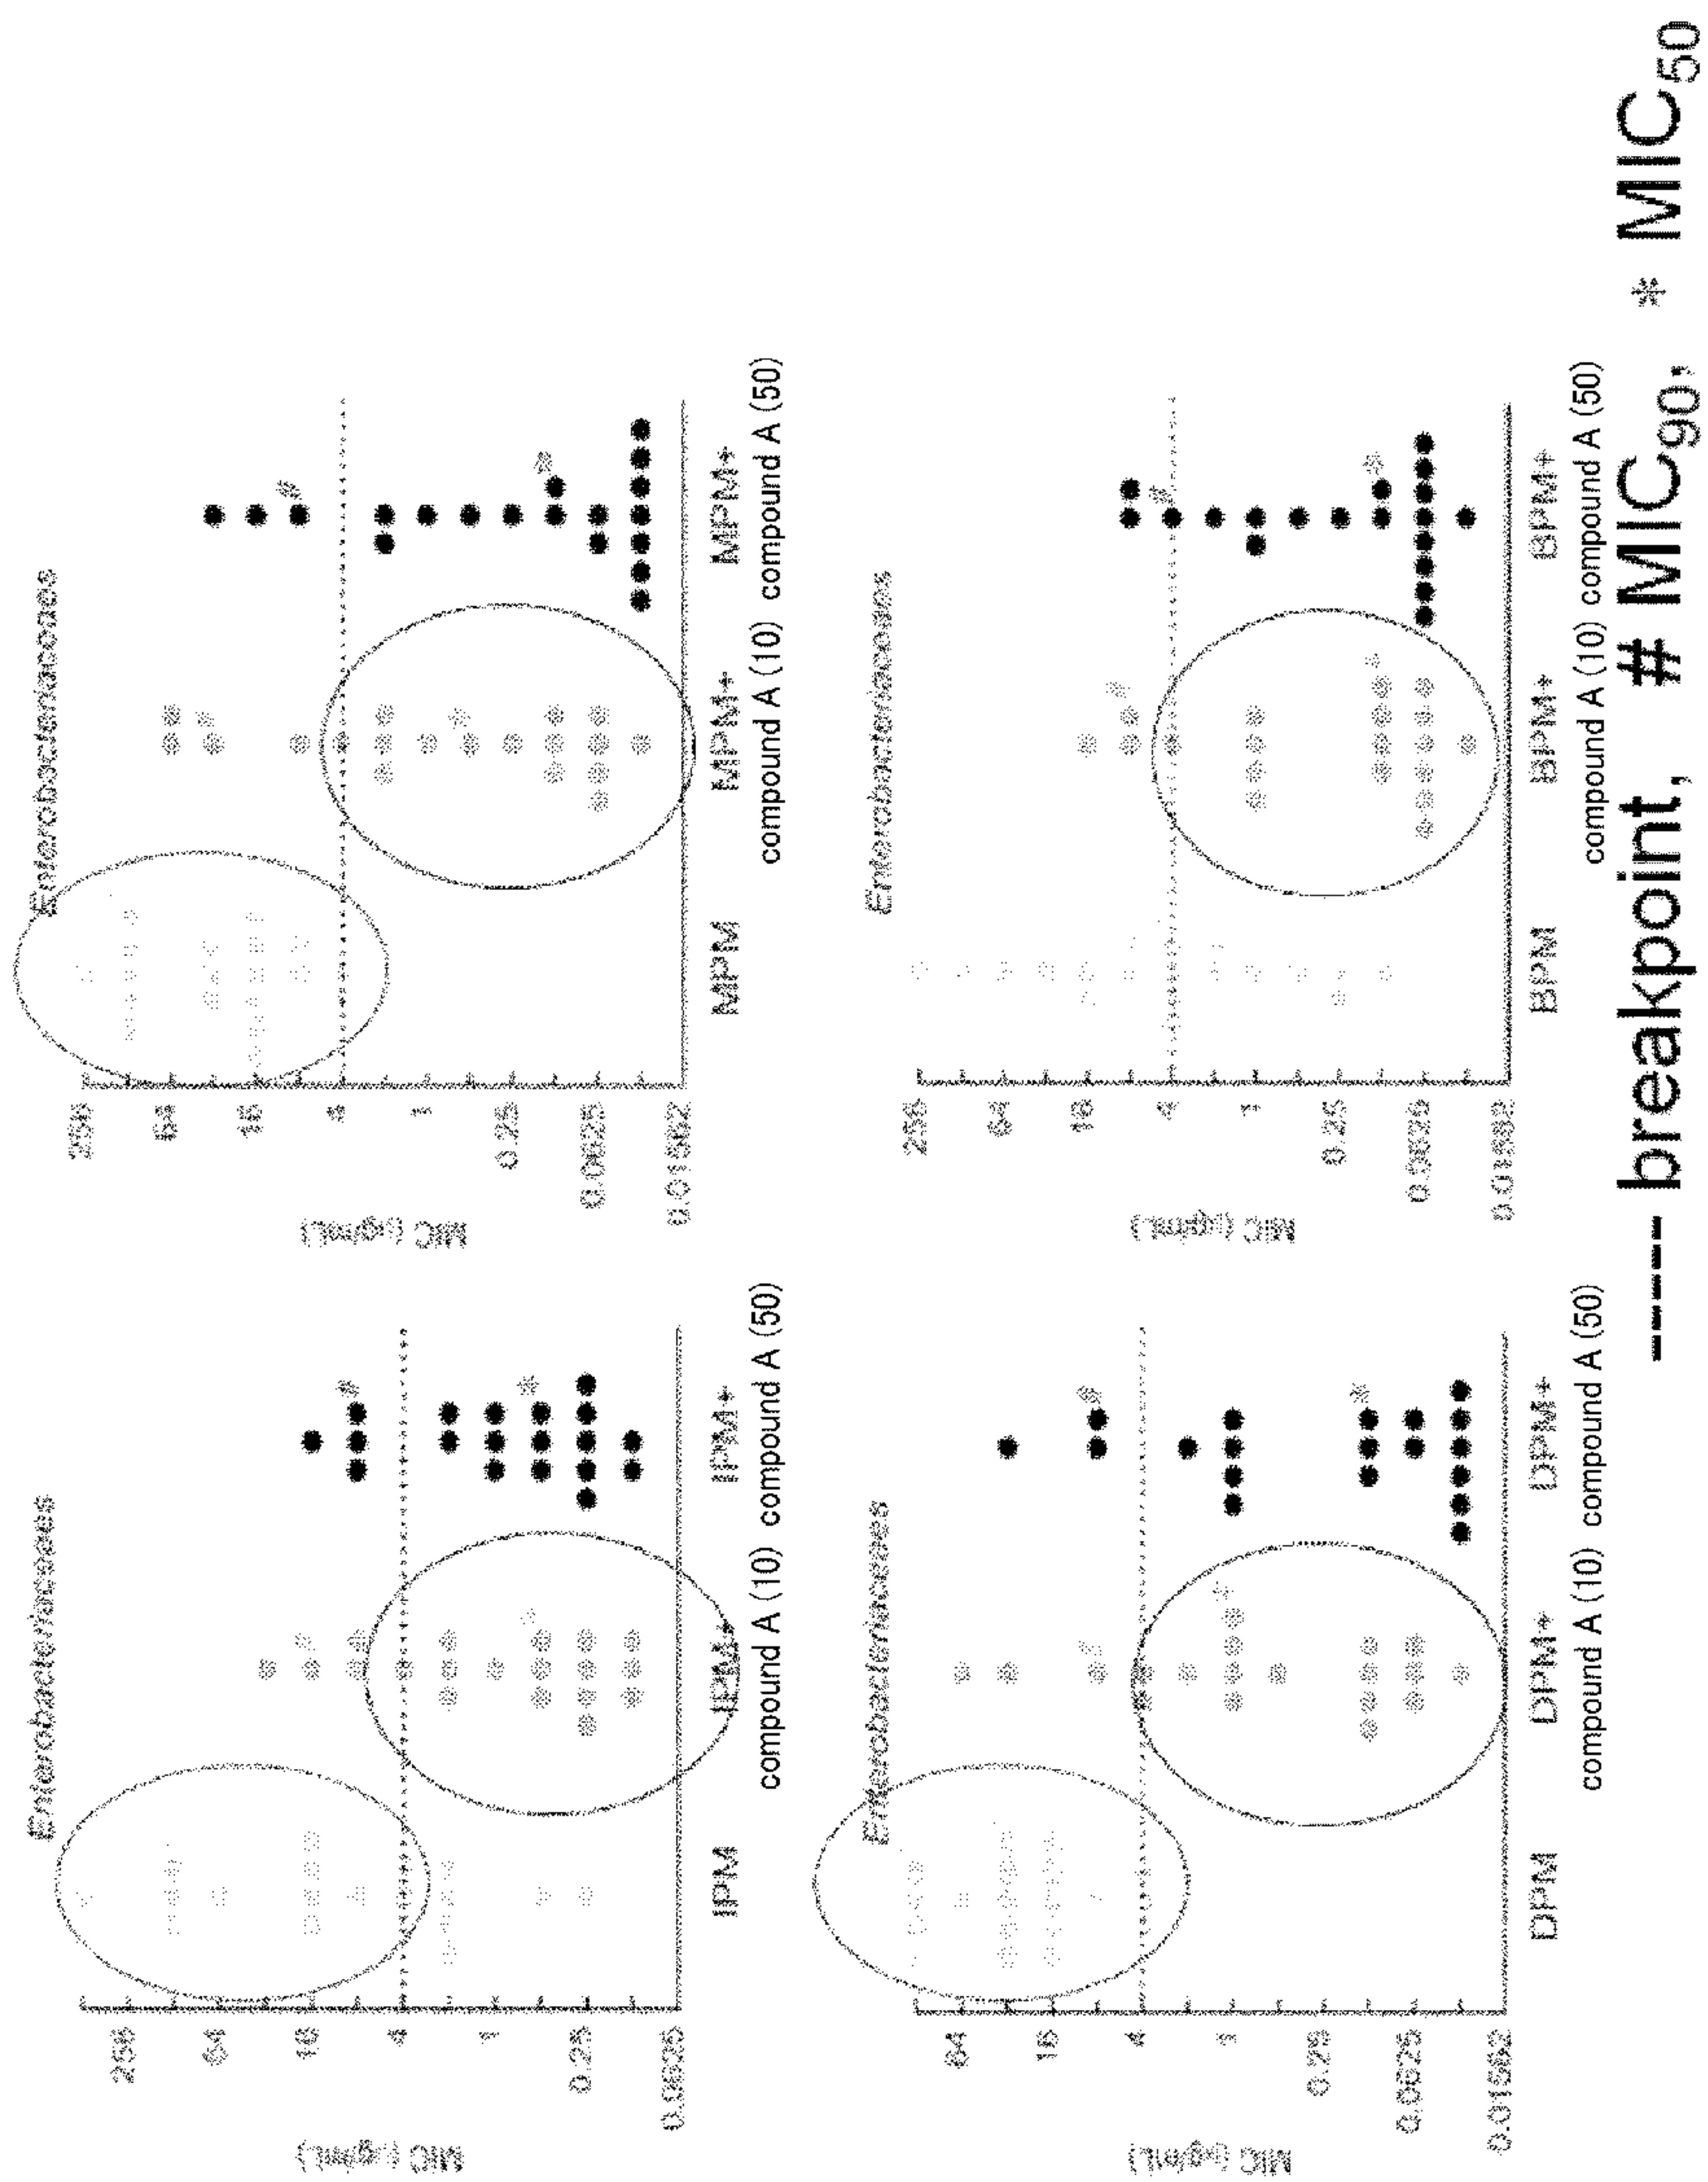 Enterobacteriaceaes
MIC (μg/mL)
256
64
16
4
1
0.25
0.0625
IPM
IPM+
IPM+
compound A (10)
compound A (50)
#
*
Enterobacteriacoaes
MIC (μg/mL)
256
64
16
4
1
0.25
0.0625
0.01562
MPM
MPM+
MPM+
compound A (10)
compound A (50)
#
*
#
*
Enterobacteriaceaes
MIC (μg/mL)
64
16
4
1
0.25
0.0625
0.01562
DPM
DPM+
DPM+
compound A (10)
compound A (50)
#
*
Enterobacteriaceaes
MIC (μg/mL)
256
64
16
4
1
0.25
0.0625
0.01562
BPM
BPM+
BPM+
compound A (10)
compound A (50)
#
*
#
*
----- breakpoint, # MIC90, * MIC50